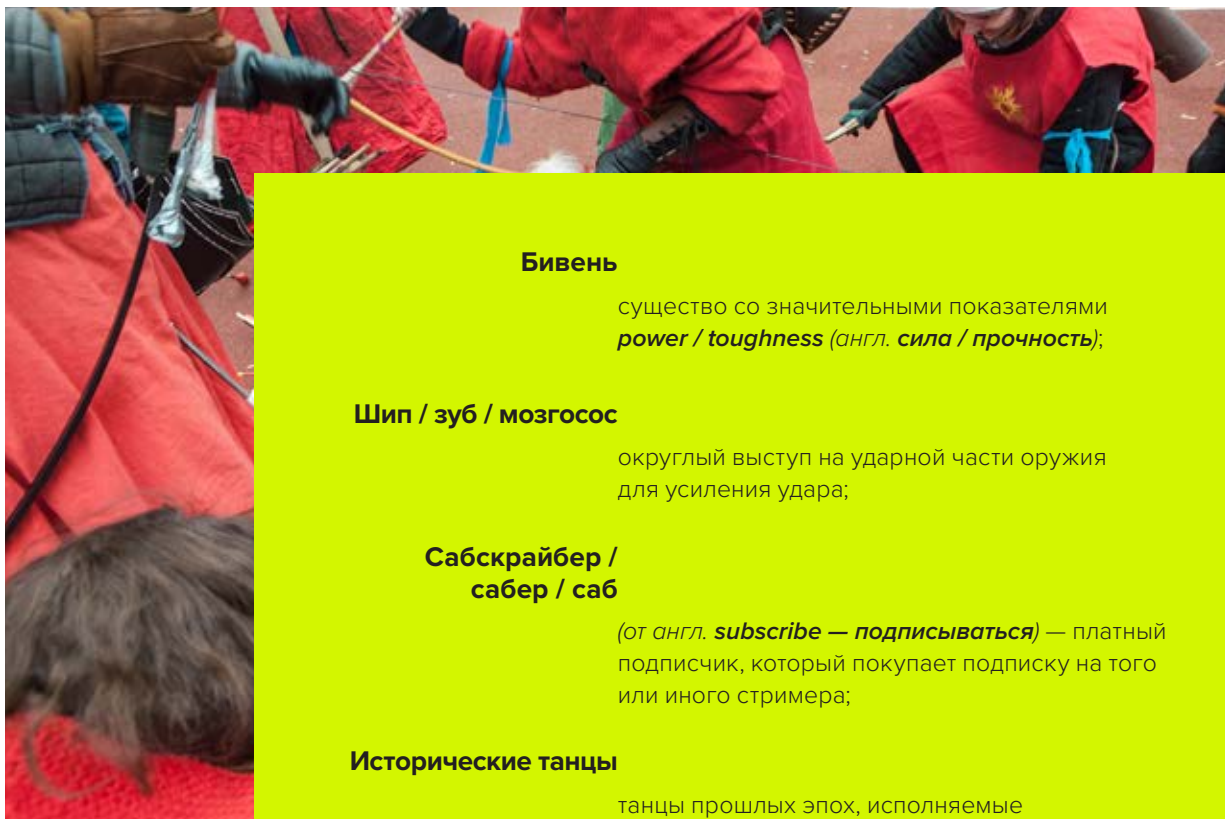 Бивень
существо со значительными показателями
power / toughness (англ. сила / прочность);
Шип / зуб / мозгосос
округлый выступ на ударной части оружия
для усиления удара;
Сабскрайбер /
сабер / саб
(от англ. subscribe — подписываться) — платный
подписчик, который покупает подписку на того
или иного стримера;
Исторические танцы
танцы прошлых эпох, исполняемые